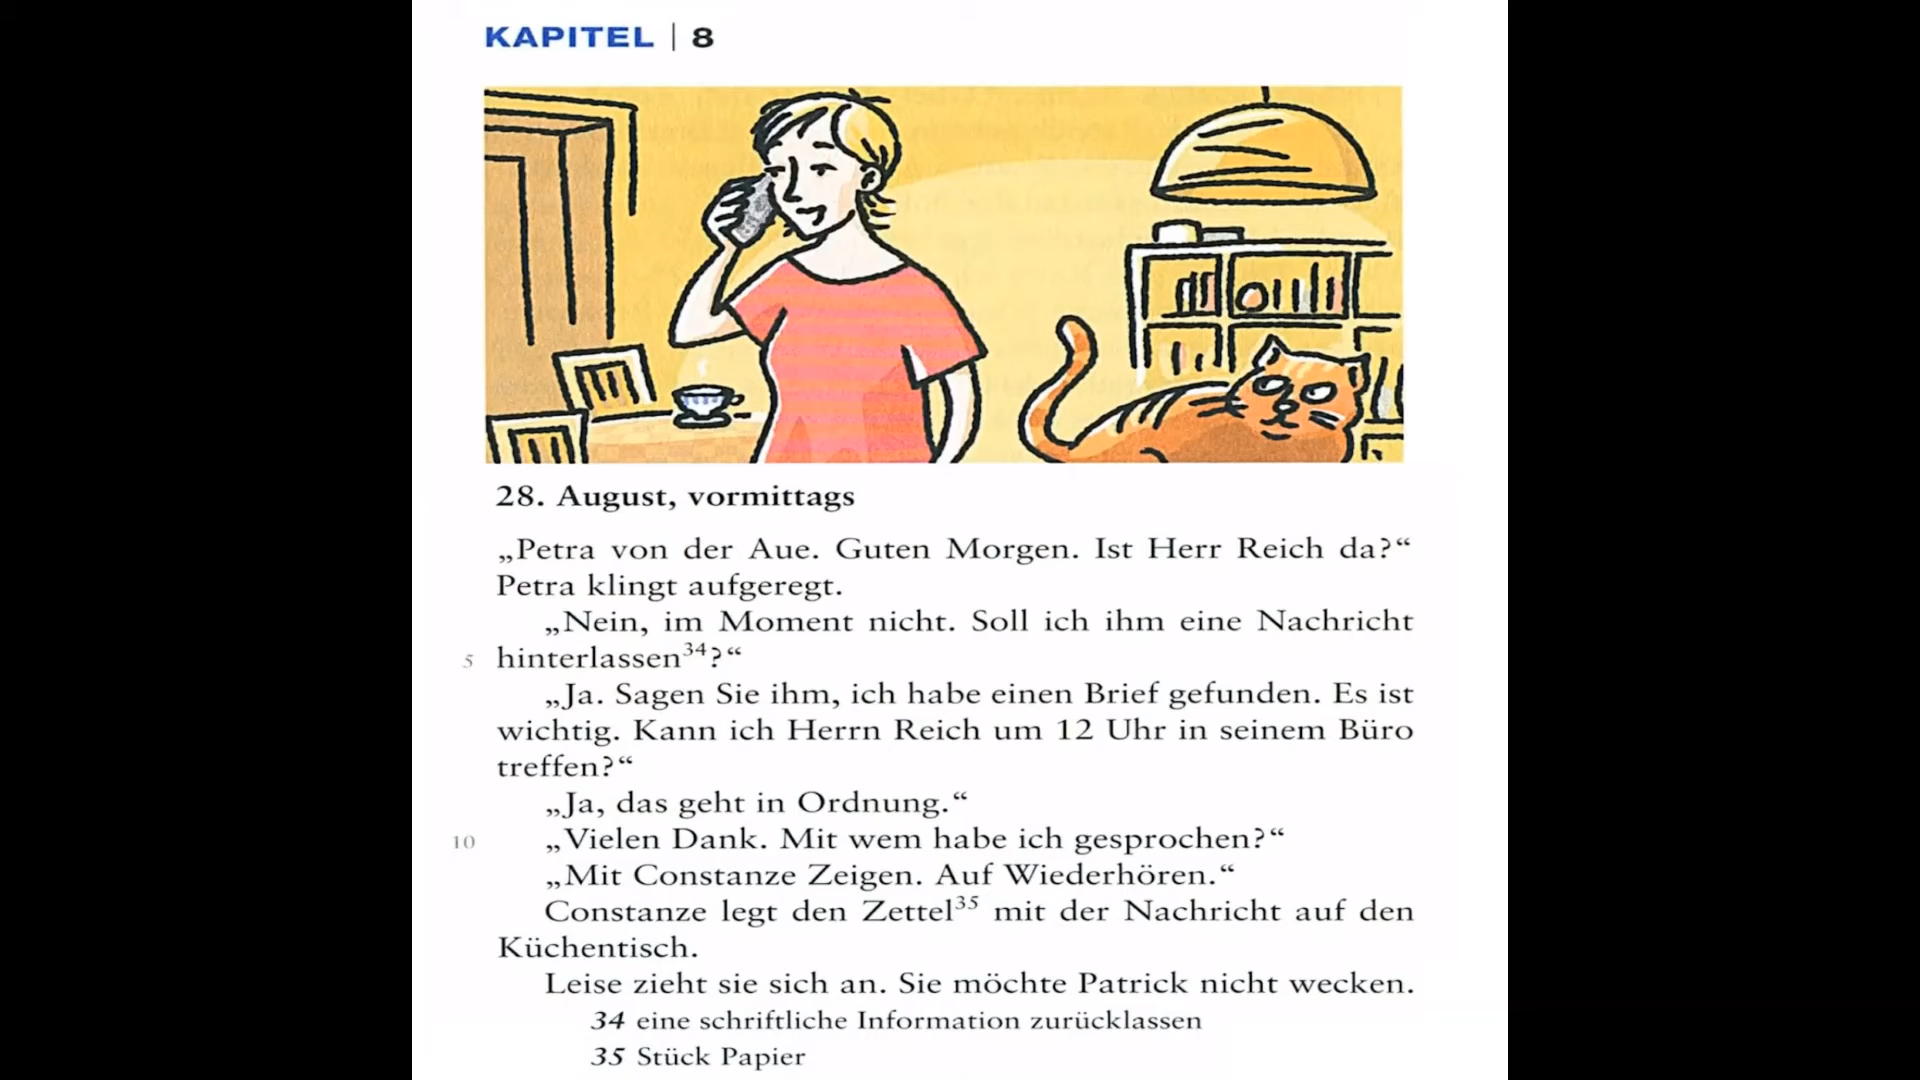 KAPITEL | 8
28. August, vormittags
„Petra von der Aue. Guten Morgen. Ist Herr Reich da?“
Petra klingt aufgeregt.
„Nein, im Moment nicht. Soll ich ihm eine Nachricht
5 hinterlassen³⁴?“
„Ja. Sagen Sie ihm, ich habe einen Brief gefunden. Es ist
wichtig. Kann ich Herrn Reich um 12 Uhr in seinem Büro
treffen?“
„Ja, das geht in Ordnung.“
10 „Vielen Dank. Mit wem habe ich gesprochen?“
„Mit Constanze Zeigen. Auf Wiederhören.“
Constanze legt den Zettel³⁵ mit der Nachricht auf den
Küchentisch.
Leise zieht sie sich an. Sie möchte Patrick nicht wecken.
34 eine schriftliche Information zurücklassen
35 Stück Papier